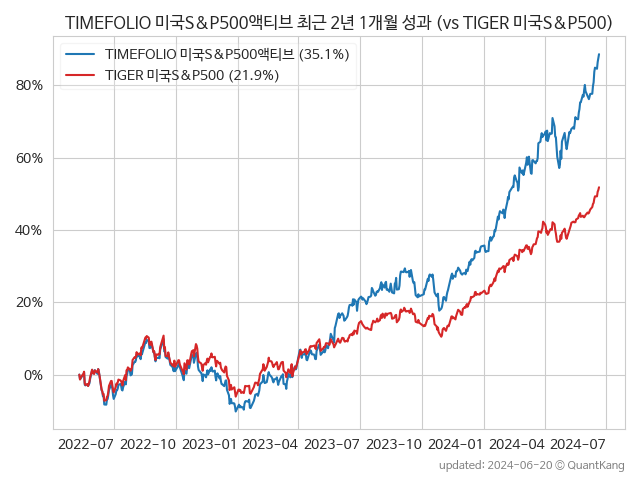 TIMEFOLIO 미국S&P500액티브 최근 2년 1개월 성과 (vs TIGER 미국S&P500)
TIMEFOLIO 미국S&P500액티브 (35.1%)
TIGER 미국S&P500 (21.9%)
80%
60%
40%
20%
0%
2022-07 2022-10 2023-01 2023-04 2023-07 2023-10 2024-01 2024-04 2024-07
updated: 2024-06-20 © QuantKang